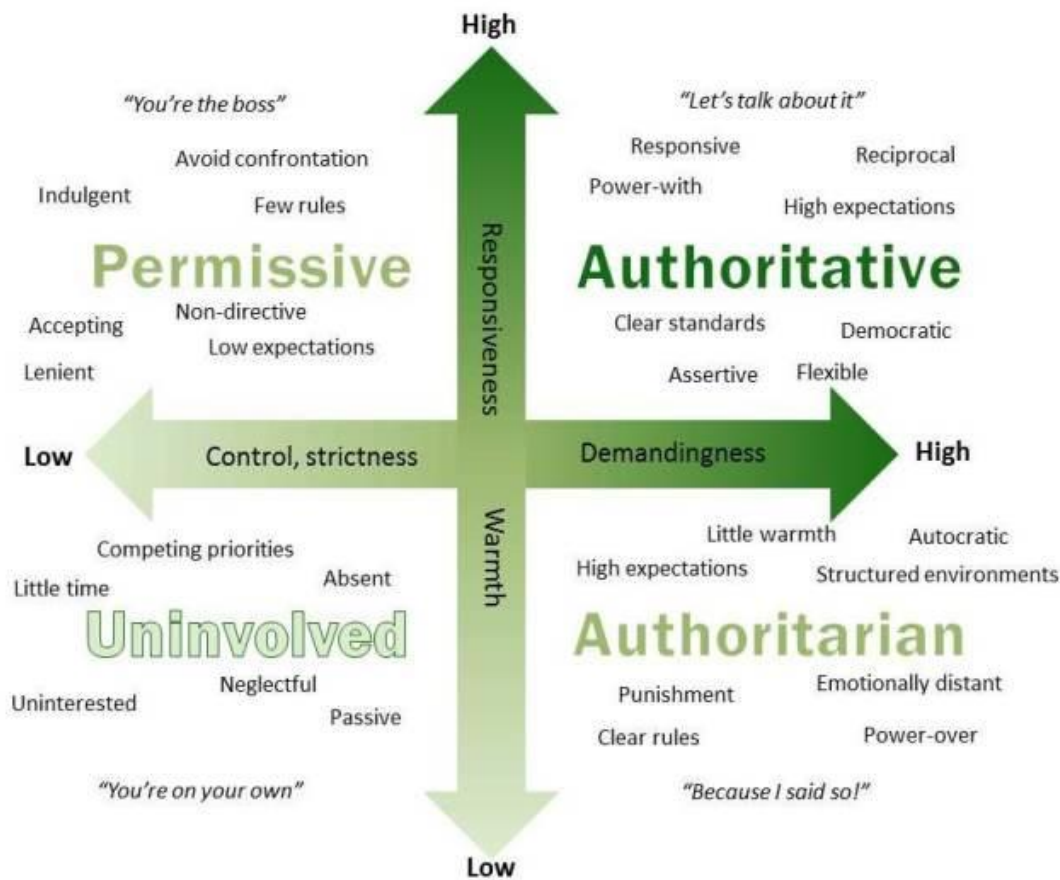 High
“You’re the boss”
Avoid confrontation
Indulgent
Few rules
Permissive
Non-directive
Accepting
Low expectations
Lenient
“Let’s talk about it”
Responsive
Reciprocal
Power-with
High expectations
Authoritative
Clear standards
Democratic
Assertive
Flexible
Responsiveness
Low
Control, strictness
Demandingness
High
Warmth
Competing priorities
Little time
Absent
Uninvolved
Neglectful
Uninterested
Passive
“You’re on your own”
Little warmth
Autocratic
High expectations
Structured environments
Authoritarian
Emotionally distant
Punishment
Clear rules
Power-over
“Because I said so!”
Low